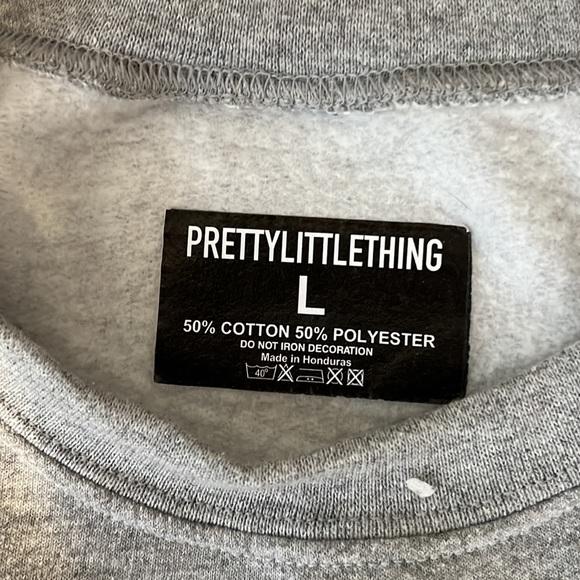 PRETTYLITTLETHING
L
50% COTTON 50% POLYESTER
DO NOT IRON DECORATION
Made in Honduras
40°